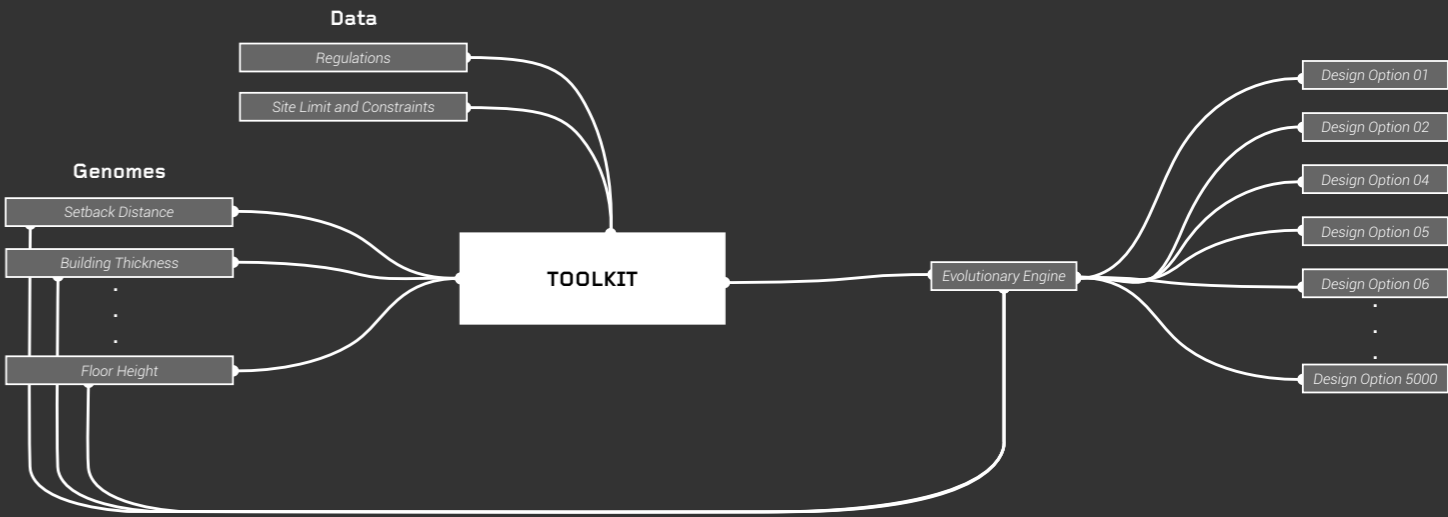 Data
Regulations
Site Limit and Constraints
Genomes
Setback Distance
Building Thickness
Floor Height
TOOLKIT
Evolutionary Engine
Design Option 01
Design Option 02
Design Option 04
Design Option 05
Design Option 06
Design Option 5000